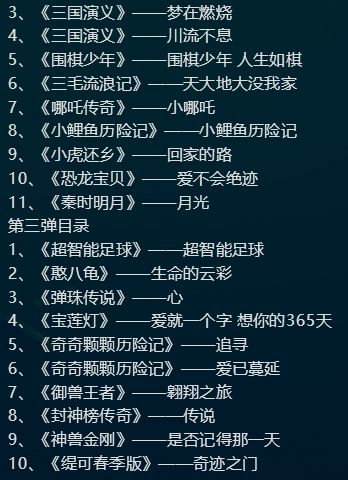 3、《三国演义》——梦在燃烧
4、《三国演义》——川流不息
5、《围棋少年》——围棋少年 人生如棋
6、《三毛流浪记》——天大地大没我家
7、《哪吒传奇》——小哪吒
8、《小鲤鱼历险记》——小鲤鱼历险记
9、《小虎还乡》——回家的路
10、《恐龙宝贝》——爱不会绝迹
11、《秦时明月》——月光
第三弹目录
1、《超智能足球》——超智能足球
2、《憨八龟》——生命的云彩
3、《弹珠传说》——心
4、《宝莲灯》——爱就一个字 想你的365天
5、《奇奇颗颗历险记》——追寻
6、《奇奇颗颗历险记》——爱已蔓延
7、《御兽王者》——翱翔之旅
8、《封神榜传奇》——传说
9、《神兽金刚》——是否记得那一天
10、《缇可春季版》——奇迹之门